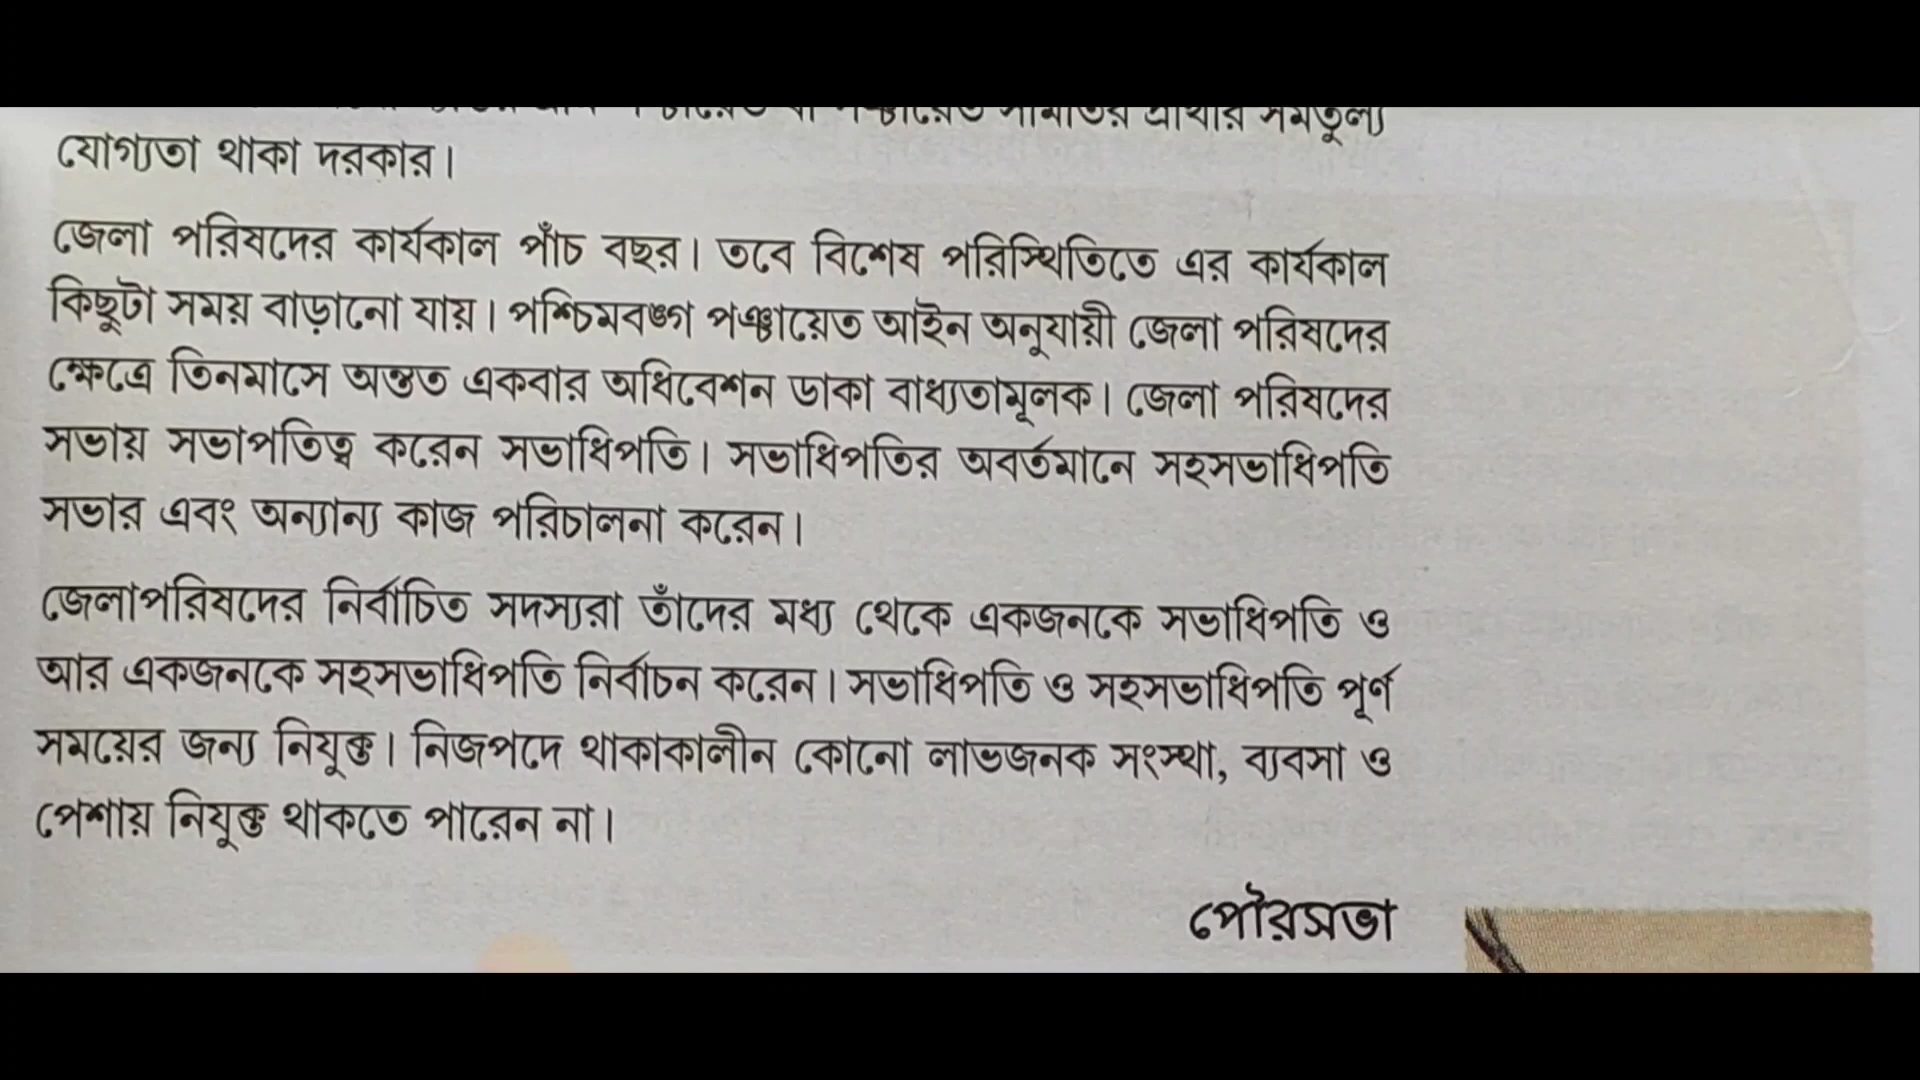 সমতুল্য
যোগ্যতা থাকা দরকার।
জেলা পরিষদের কার্যকাল পাঁচ বছর। তবে বিশেষ পরিস্থিতিতে এর কার্যকাল
কিছুটা সময় বাড়ানো যায়। পশ্চিমবঙ্গ পঞ্চায়েত আইন অনুযায়ী জেলা পরিষদের
ক্ষেত্রে তিনমাসে অন্তত একবার অধিবেশন ডাকা বাধ্যতামূলক। জেলা পরিষদের
সভায় সভাপতিত্ব করেন সভাধিপতি। সভাধিপতির অবর্তমানে সহসভাধিপতি
সভার এবং অন্যান্য কাজ পরিচালনা করেন।
জেলাপরিষদের নির্বাচিত সদস্যরা তাঁদের মধ্য থেকে একজনকে সভাধিপতি ও
আর একজনকে সহসভাধিপতি নির্বাচন করেন। সভাধিপতি ও সহসভাধিপতি পূর্ণ
সময়ের জন্য নিযুক্ত। নিজপদে থাকাকালীন কোনো লাভজনক সংস্থা, ব্যবসা ও
পেশায় নিযুক্ত থাকতে পারেন না।
পৌরসভা